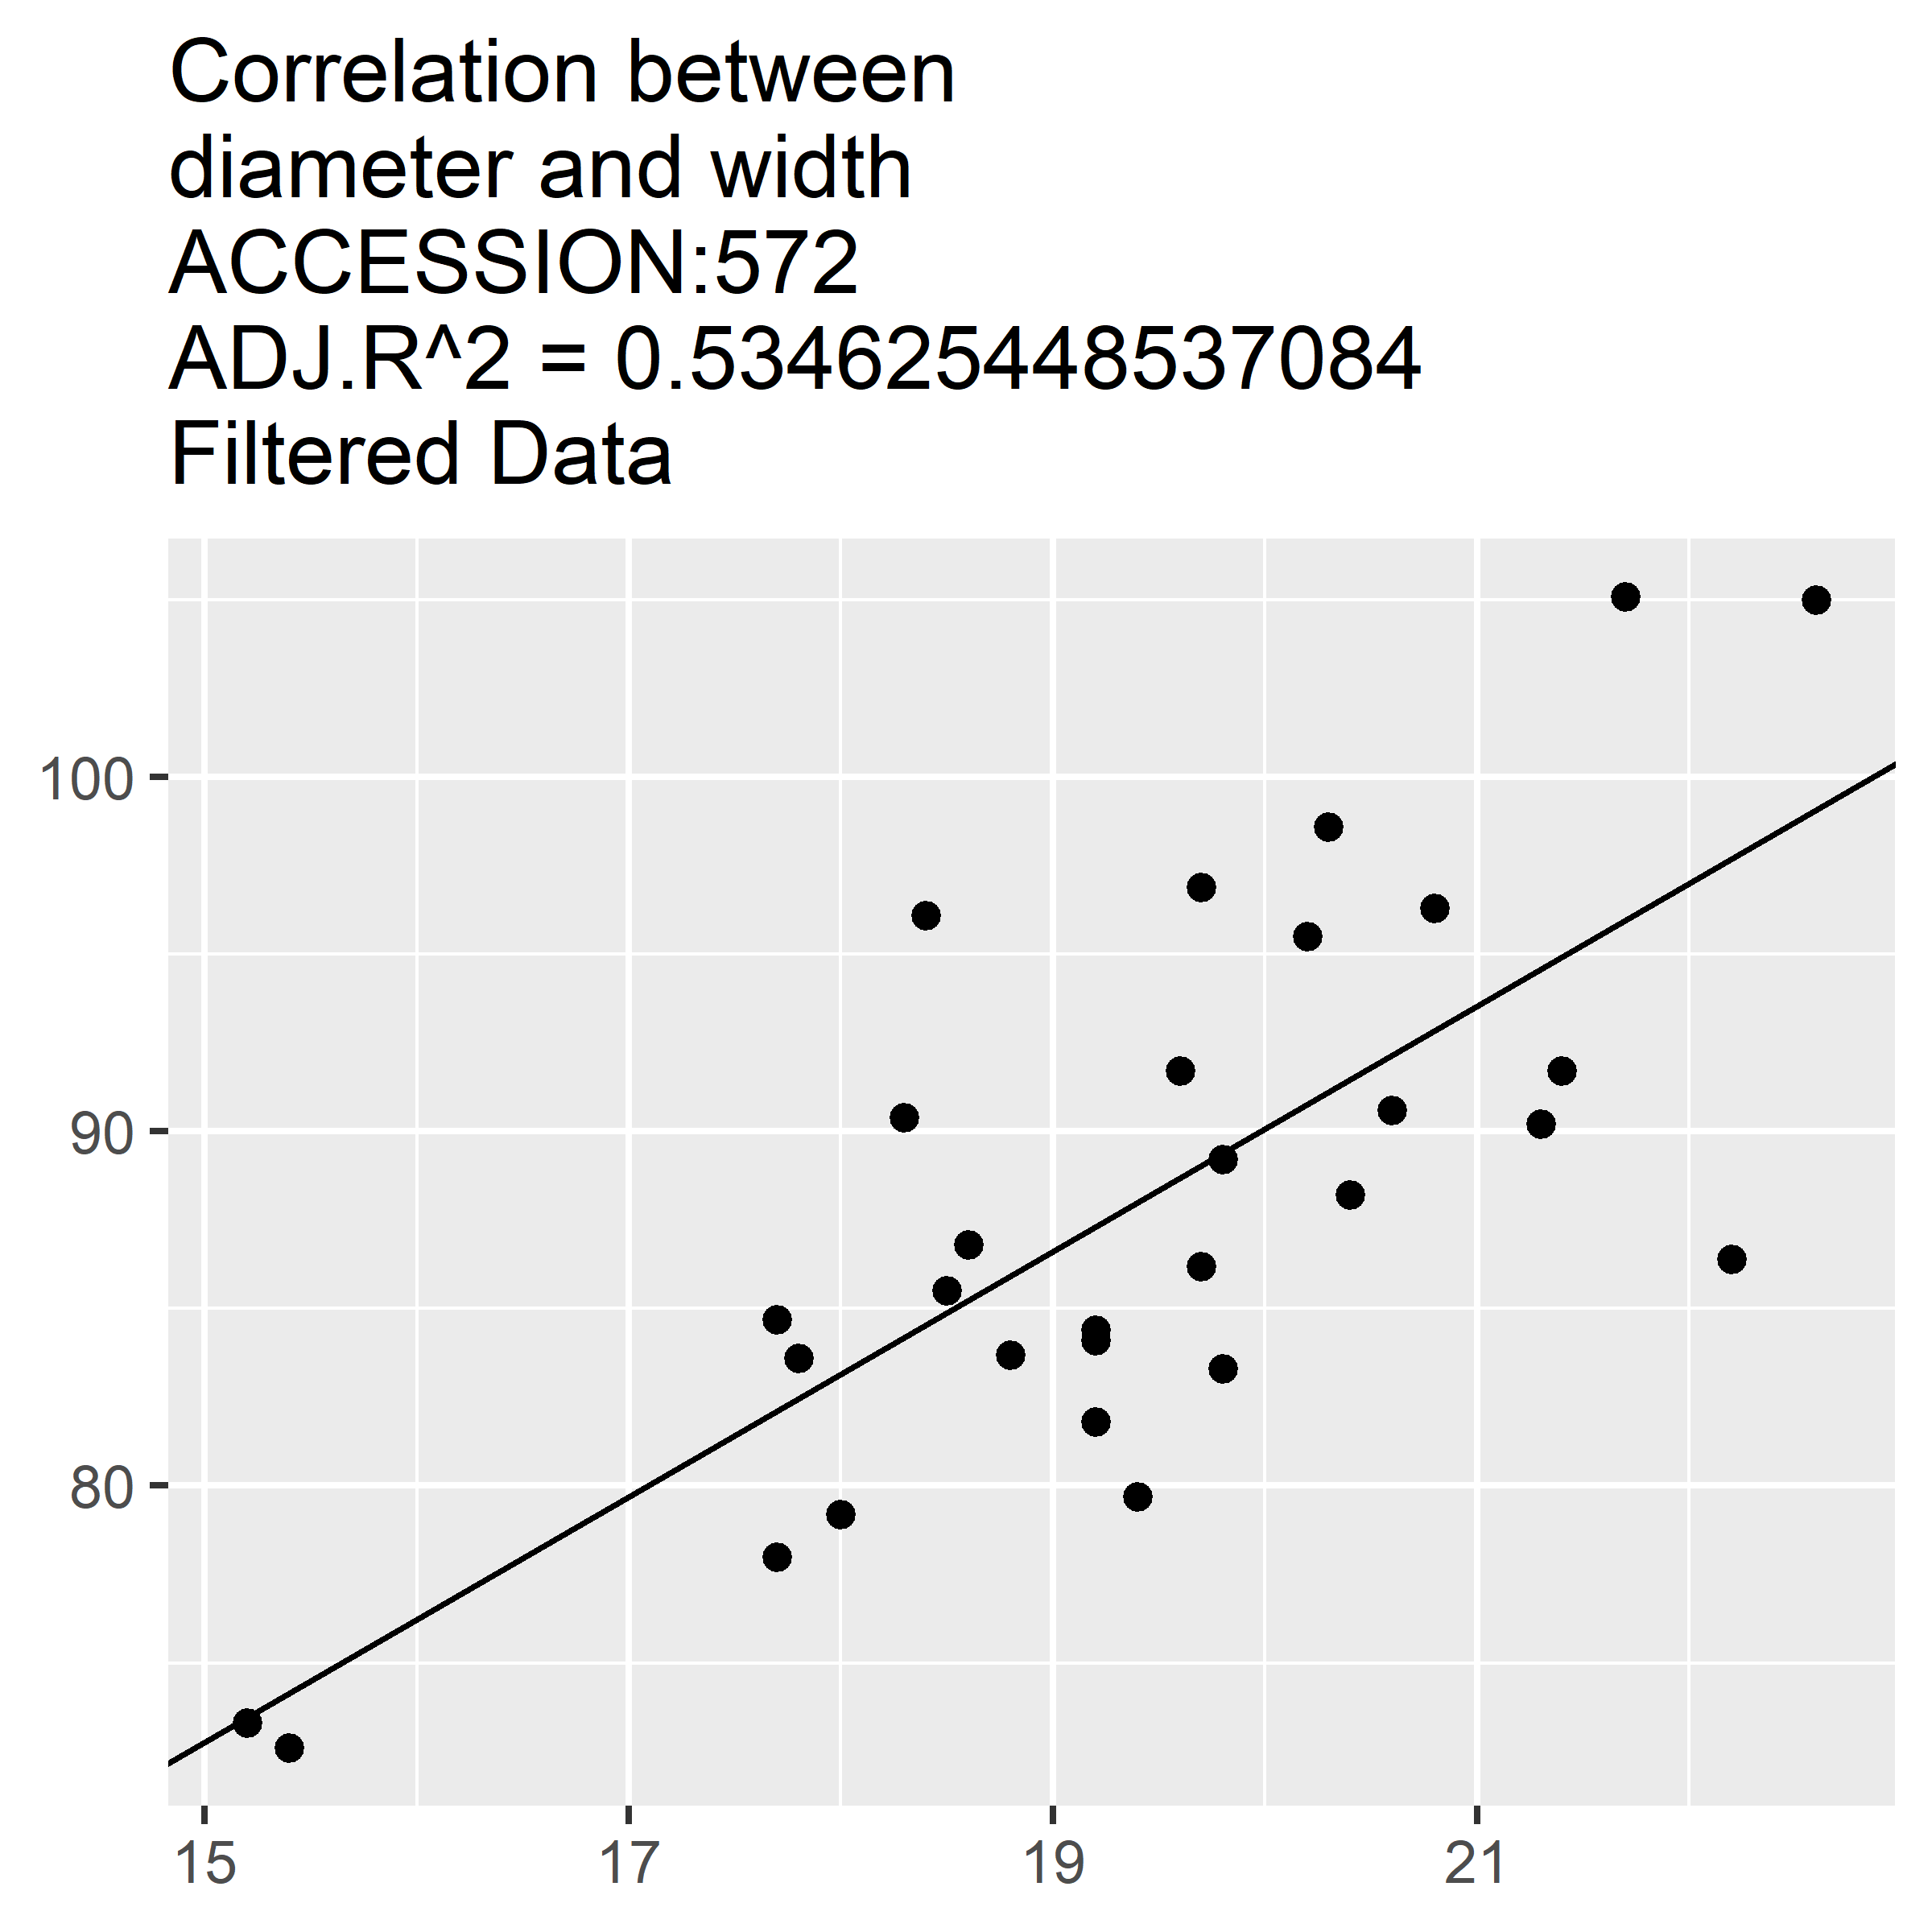 Correlation between
diameter and width
ACCESSION:572
ADJ.R^2 = 0.534625448537084
Filtered Data
100
90
80
15 17 19 21